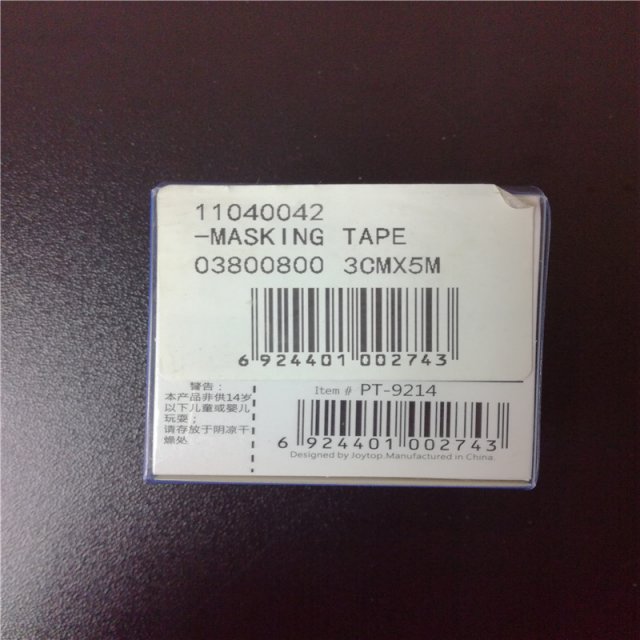 11040042
-MASKING TAPE
03800800 3CMX5M
6 924401 002743
警告：
本产品非供14岁
以下儿童或婴儿
玩耍；
请存放于阴凉干
燥处
Item # PT-9214
6 924401 002743
Designed by Joytop.Manufactured in China